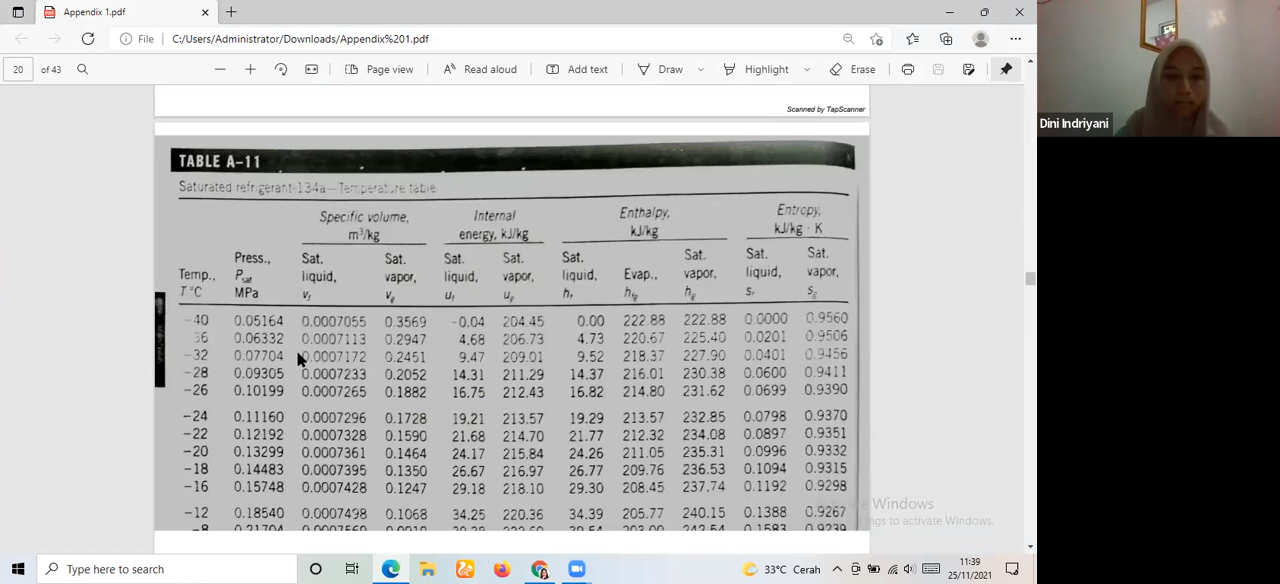 Appendix 1.pdf
File C:/Users/Administrator/Downloads/Appendix%201.pdf
20 of 43 Page view Read aloud Add text Draw Highlight Erase
Scanned by TapScanner
Dini Indriyani
TABLE A–11
Saturated refrigerant-134a—Temperature table
Specific volume, Internal Enthalpy, Entropy,
m³/kg energy, kJ/kg kJ/kg kJ/kg · K
Press., Sat. Sat. Sat. Sat. Sat. Sat. Sat. Sat.
Temp., Psat liquid, vapor, liquid, vapor, liquid, Evap., vapor, liquid, vapor,
T °C MPa vf vg uf ug hf hfg hg sf sg
–40 0.05164 0.0007055 0.3569 –0.04 204.45 0.00 222.88 222.88 0.0000 0.9560
36 0.06332 0.0007113 0.2947 4.68 206.73 4.73 220.67 225.40 0.0201 0.9506
–32 0.07704 0.0007172 0.2451 9.47 209.01 9.52 218.37 227.90 0.0401 0.9456
–28 0.09305 0.0007233 0.2052 14.31 211.29 14.37 216.01 230.38 0.0600 0.9411
–26 0.10199 0.0007265 0.1882 16.75 212.43 16.82 214.80 231.62 0.0699 0.9390
–24 0.11160 0.0007296 0.1728 19.21 213.57 19.29 213.57 232.85 0.0798 0.9370
–22 0.12192 0.0007328 0.1590 21.68 214.70 21.77 212.32 234.08 0.0897 0.9351
–20 0.13299 0.0007361 0.1464 24.17 215.84 24.26 211.05 235.31 0.0996 0.9332
–18 0.14483 0.0007395 0.1350 26.67 216.97 26.77 209.76 236.53 0.1094 0.9315
–16 0.15748 0.0007428 0.1247 29.18 218.10 29.30 208.45 237.74 0.1192 0.9298
–12 0.18540 0.0007498 0.1068 34.25 220.36 34.39 205.77 240.15 0.1388 0.9267
Windows
ngs to activate Windows.
Type here to search 33°C Cerah 11:39
25/11/2021